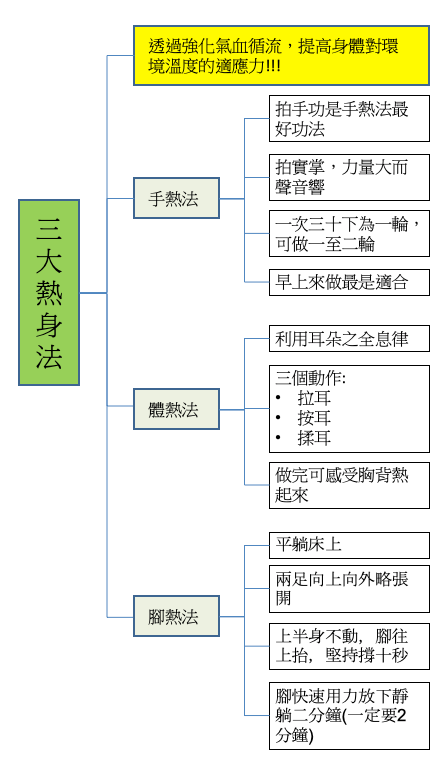 三大熱身法
透過強化氣血循流，提高身體對環
境溫度的適應力!!!
手熱法
拍手功是手熱法最
好功法
拍實掌，力量大而
聲音響
一次三十下為一輪，
可做一至二輪
早上來做最是適合
體熱法
利用耳朵之全息律
三個動作:
• 拉耳
• 按耳
• 揉耳
做完可感受胸背熱
起來
腳熱法
平躺床上
兩足向上向外略張
開
上半身不動，腳往
上抬，堅持撐十秒
腳快速用力放下靜
躺二分鐘(一定要2
分鐘)